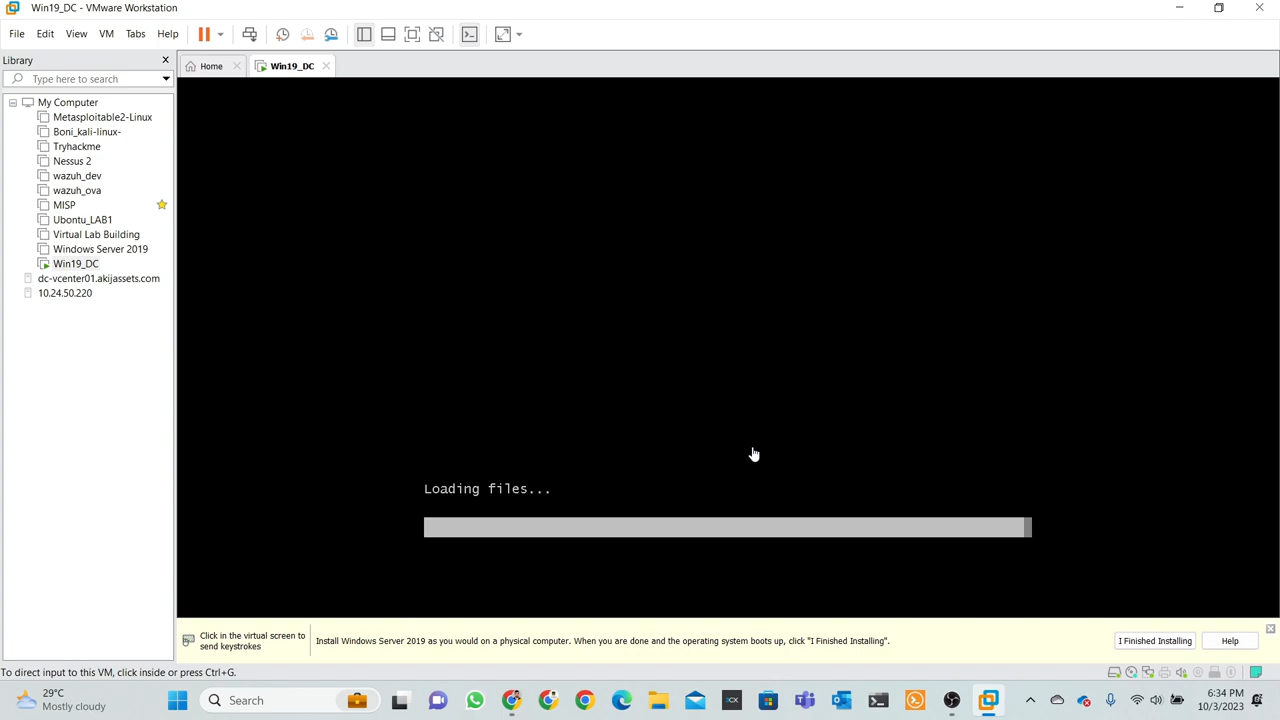 Win19_DC - VMware Workstation
File Edit View VM Tabs Help
Library
Type here to search
My Computer
Metasploitable2-Linux
Boni_kali-linux-
Tryhackme
Nessus 2
wazuh_dev
wazuh_ova
MISP
Ubontu_LAB1
Virtual Lab Building
Windows Server 2019
Win19_DC
dc-vcenter01.akijassets.com
10.24.50.220
Home
Win19_DC
Loading files...
Click in the virtual screen to
send keystrokes
Install Windows Server 2019 as you would on a physical computer. When you are done and the operating system boots up, click "I Finished Installing".
I Finished Installing
Help
To direct input to this VM, click inside or press Ctrl+G.
29°C
Mostly cloudy
Search
6:34 PM
10/3/2023